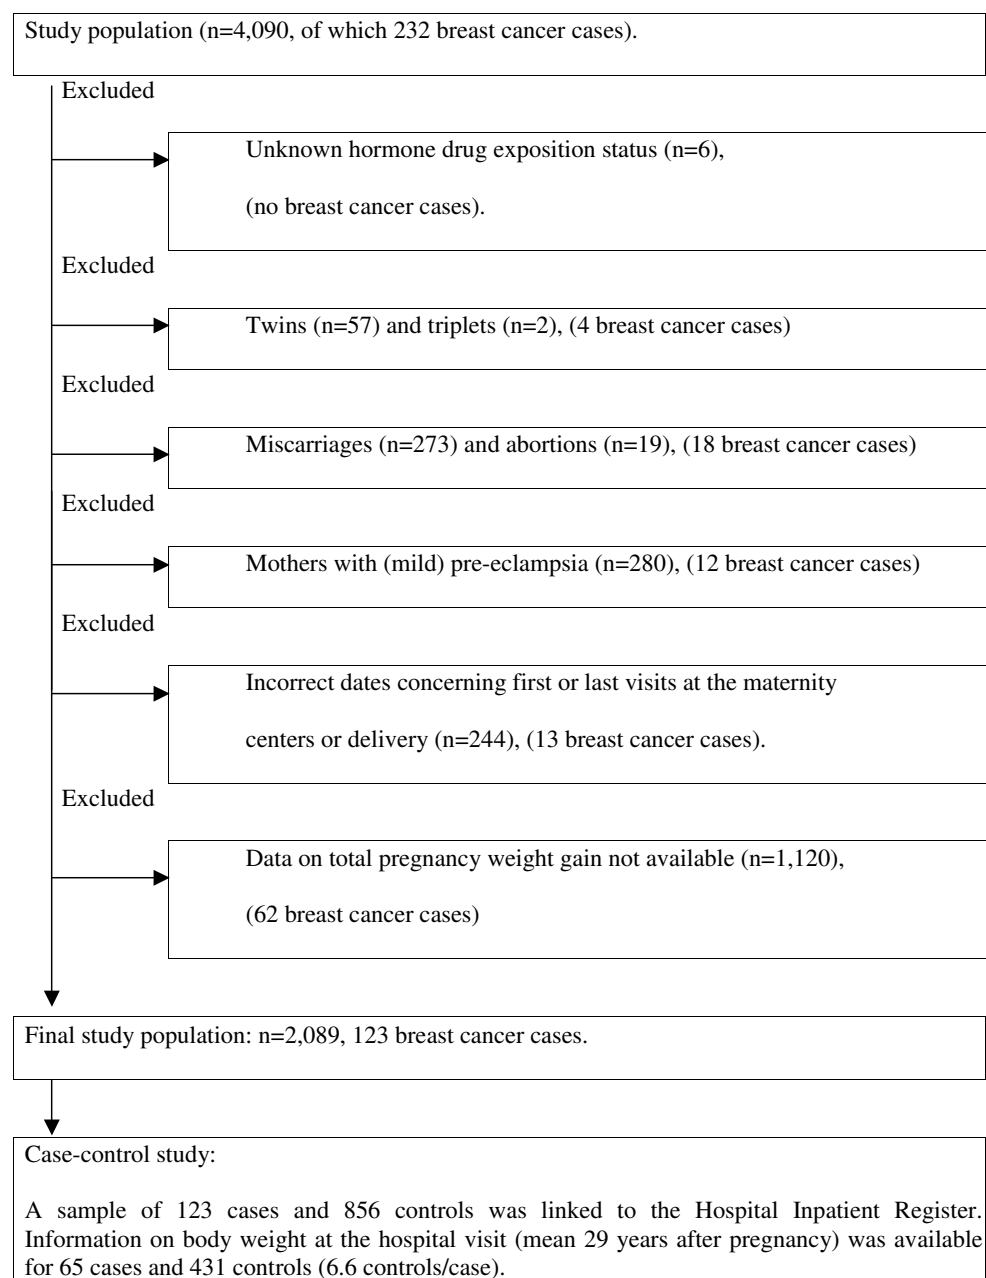 Study population (n=4,090, of which 232 breast cancer cases).
Excluded
Unknown hormone drug exposition status (n=6),
(no breast cancer cases).
Excluded
Twins (n=57) and triplets (n=2), (4 breast cancer cases)
Excluded
Miscarriages (n=273) and abortions (n=19), (18 breast cancer cases)
Excluded
Mothers with (mild) pre-eclampsia (n=280), (12 breast cancer cases)
Excluded
Incorrect dates concerning first or last visits at the maternity
centers or delivery (n=244), (13 breast cancer cases).
Excluded
Data on total pregnancy weight gain not available (n=1,120),
(62 breast cancer cases)
Final study population: n=2,089, 123 breast cancer cases.
Case-control study:
A sample of 123 cases and 856 controls was linked to the Hospital Inpatient Register.
Information on body weight at the hospital visit (mean 29 years after pregnancy) was available
for 65 cases and 431 controls (6.6 controls/case).